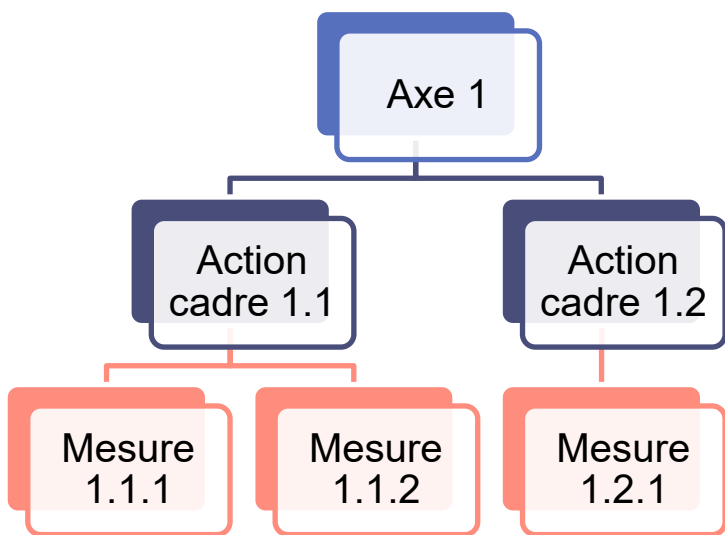 Axe 1
Action
cadre 1.1
Action
cadre 1.2
Mesure
1.1.1
Mesure
1.1.2
Mesure
1.2.1